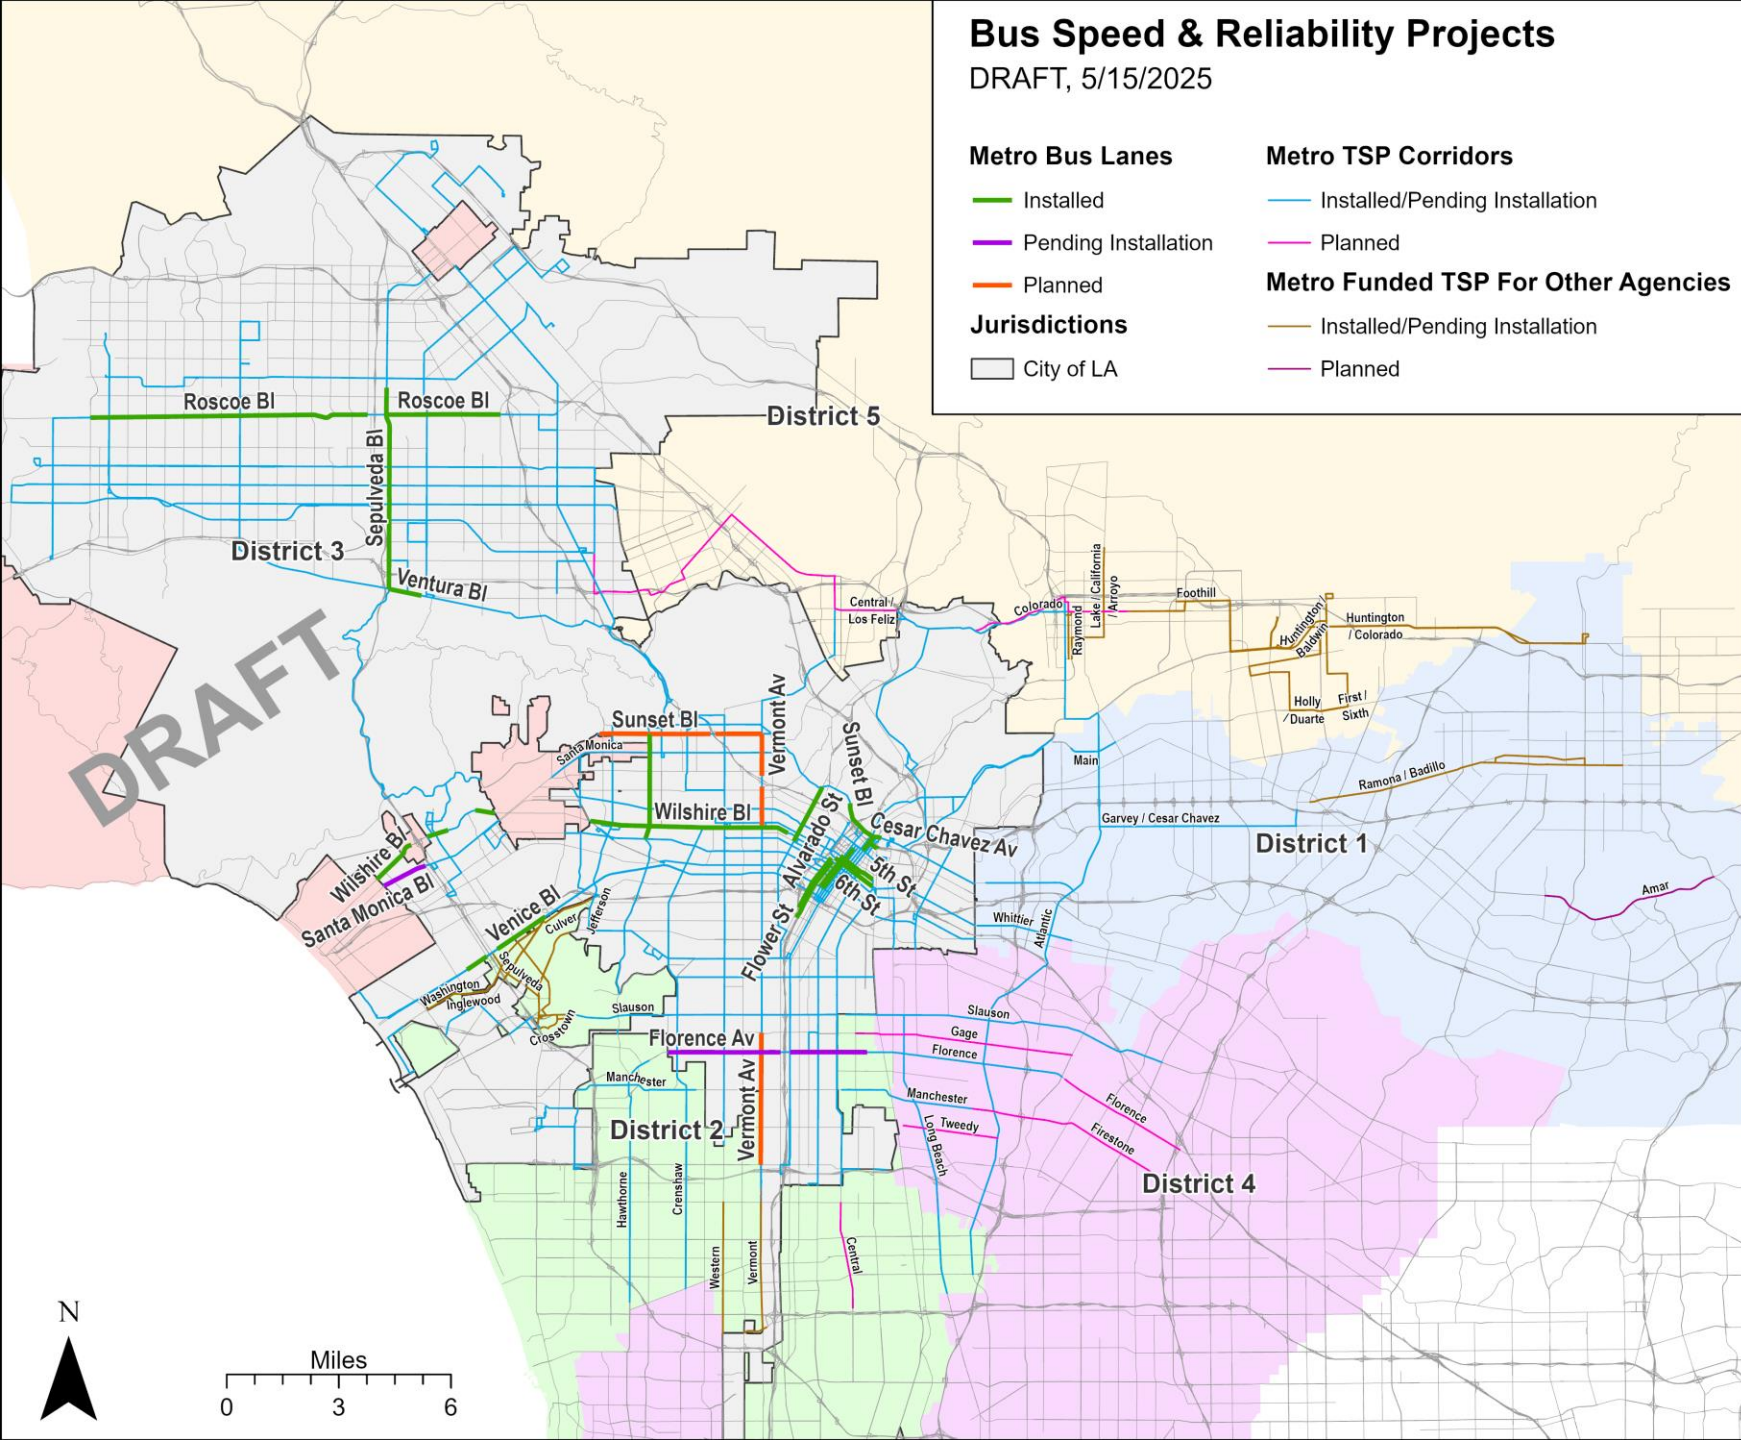 Bus Speed & Reliability Projects
DRAFT, 5/15/2025
Metro Bus Lanes
Installed
Pending Installation
Planned
Jurisdictions
City of LA
Metro TSP Corridors
Installed/Pending Installation
Planned
Metro Funded TSP For Other Agencies
Installed/Pending Installation
Planned
Roscoe Bl
Roscoe Bl
District 5
Sepulveda Bl
District 3
Ventura Bl
DRAFT
Central /
Los Feliz
Colorado
Raymond
Lake / California
/ Arroyo
Foothill
Huntington /
Baldwin
Huntington
/ Colorado
Holly
/ Duarte
First /
Sixth
Sunset Bl
Santa Monica
Vermont Av
Sunset Bl
Main
Ramona / Badillo
Wilshire Bl
Alvarado St
Cesar Chavez Av
Garvey / Cesar Chavez
District 1
Wilshire Bl
Santa Monica Bl
5th St
6th St
Amar
Venice Bl
Culver
Jefferson
Flower St
Whittier
Atlantic
Sepulveda
Washington
Inglewood
Crosstown
Slauson
Slauson
Florence Av
Gage
Florence
Manchester
Vermont Av
Manchester
Florence
Tweedy
Firestone
Long Beach
District 2
District 4
Hawthorne
Crenshaw
Western
Vermont
Central
N
Miles
0 3 6